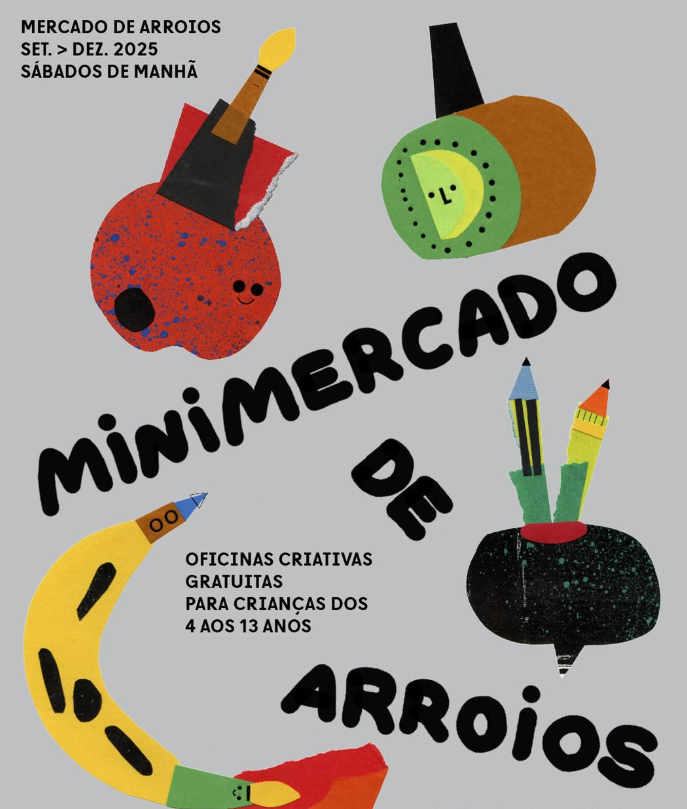 MERCADO DE ARROIOS
SET. > DEZ. 2025
SÁBADOS DE MANHÃ
MINIMERCADO
DE
OFICINAS CRIATIVAS
GRATUITAS
PARA CRIANÇAS DOS
4 AOS 13 ANOS
ARROIOS